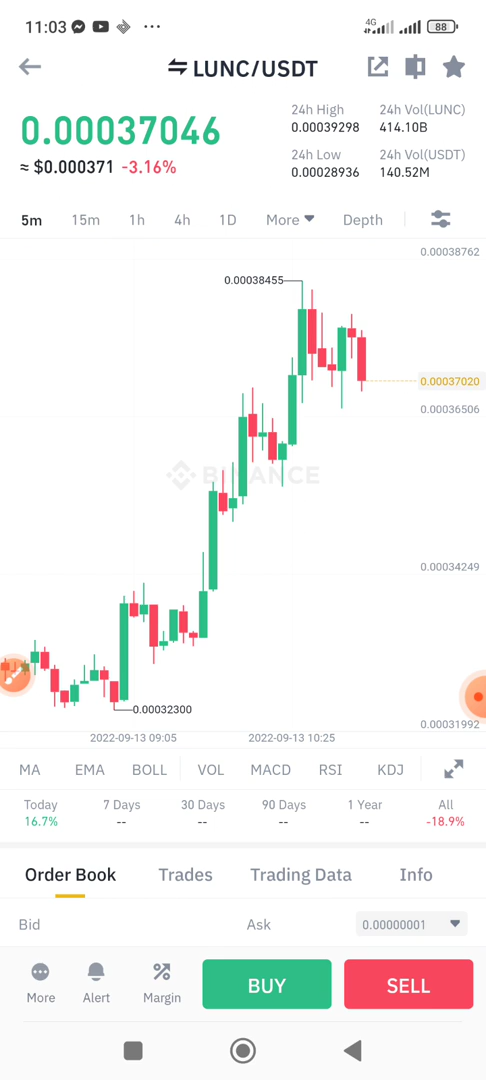 11:03 4G 88
LUNC/USDT
0.00037046
≈ $0.000371 -3.16%
24h High 24h Vol(LUNC)
0.00039298 414.10B
24h Low 24h Vol(USDT)
0.00028936 140.52M
5m 15m 1h 4h 1D More Depth
0.00038762
0.00038455
0.00037020
0.00036506
BINANCE
0.00034249
0.00032300
0.00031992
2022-09-13 09:05 2022-09-13 10:25
MA EMA BOLL VOL MACD RSI KDJ
Today 7 Days 30 Days 90 Days 1 Year All
16.7% -- -- -- -- -18.9%
Order Book Trades Trading Data Info
Bid Ask 0.00000001
More Alert Margin BUY SELL